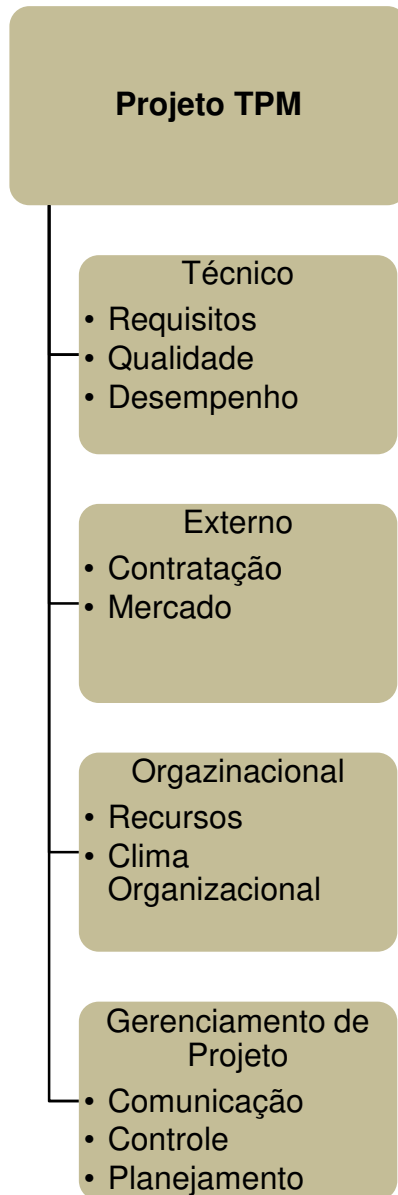 Projeto TPM
Técnico
• Requisitos
• Qualidade
• Desempenho
Externo
• Contratação
• Mercado
Orgazinacional
• Recursos
• Clima
Organizacional
Gerenciamento de
Projeto
• Comunicação
• Controle
• Planejamento